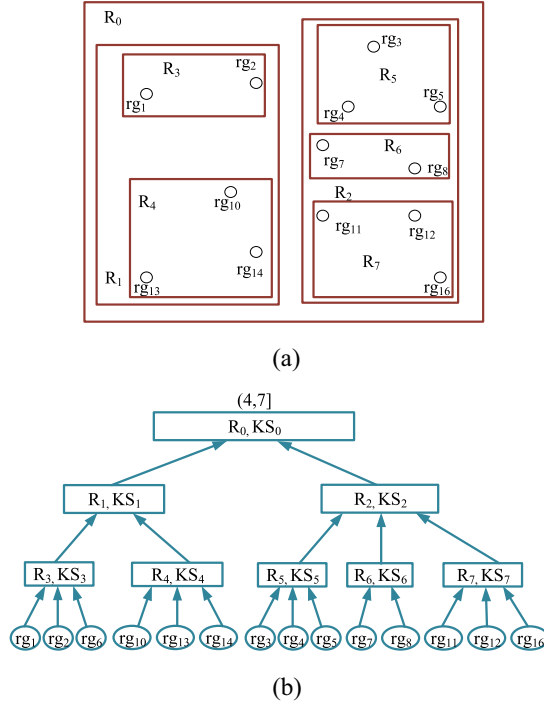 R₀
rg₃
R₃
rg₂
R₅
rg₁
rg₄
rg₅
R₆
rg₇
rg₈
R₄
R₂
rg₁₀
rg₁₁
rg₁₂
rg₁₄
R₇
R₁
rg₁₃
rg₁₆
(a)
(4,7]
R₀, KS₀
R₁, KS₁ R₂, KS₂
R₃, KS₃ R₄, KS₄ R₅, KS₅ R₆, KS₆ R₇, KS₇
rg₁ rg₂ rg₆ rg₁₀ rg₁₃ rg₁₄ rg₃ rg₄ rg₅ rg₇ rg₈ rg₁₁ rg₁₂ rg₁₆
(b)